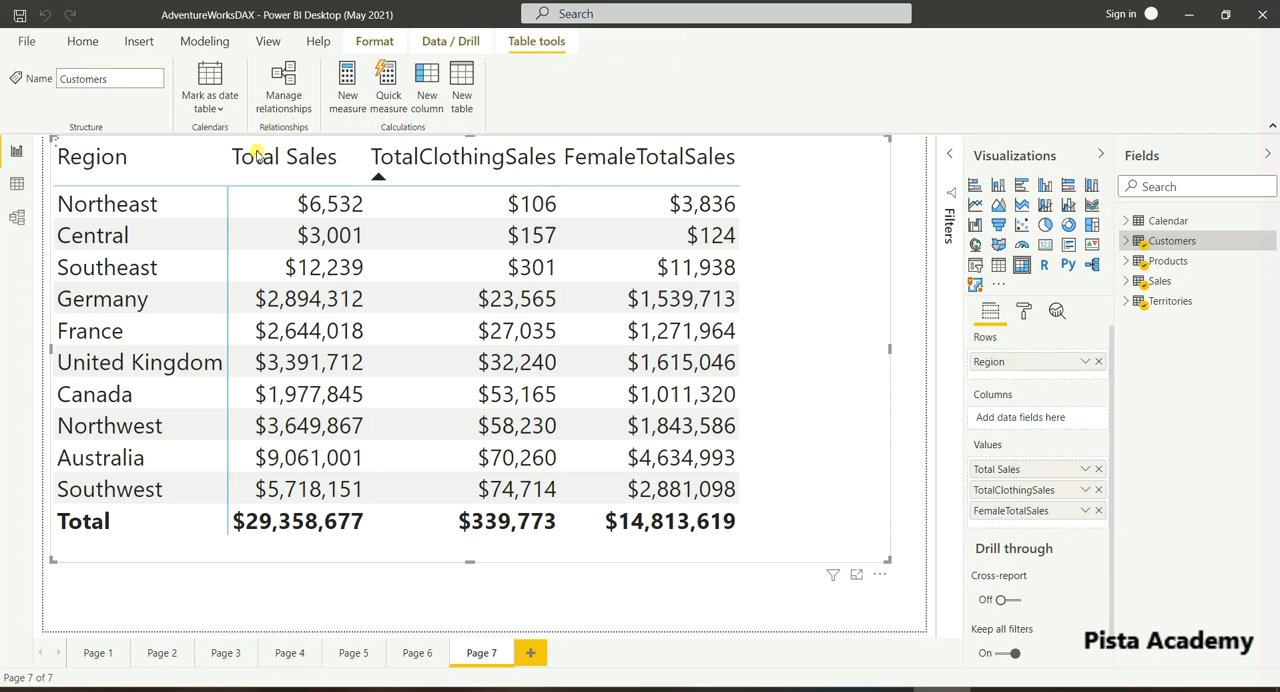 AdventureWorksDAX - Power BI Desktop (May 2021)
Search
Sign in
File Home Insert Modeling View Help Format Data / Drill Table tools
Name Customers
Mark as date table
Manage relationships
New measure
Quick measure
New column
New table
Structure Calendars Relationships Calculations
Region Total Sales TotalClothingSales FemaleTotalSales
Northeast $6,532 $106 $3,836
Central $3,001 $157 $124
Southeast $12,239 $301 $11,938
Germany $2,894,312 $23,565 $1,539,713
France $2,644,018 $27,035 $1,271,964
United Kingdom $3,391,712 $32,240 $1,615,046
Canada $1,977,845 $53,165 $1,011,320
Northwest $3,649,867 $58,230 $1,843,586
Australia $9,061,001 $70,260 $4,634,993
Southwest $5,718,151 $74,714 $2,881,098
Total $29,358,677 $339,773 $14,813,619
Filters
Visualizations
R Py
Rows
Region
Columns
Add data fields here
Values
Total Sales
TotalClothingSales
FemaleTotalSales
Drill through
Cross-report
Off
Keep all filters
On
Fields
Search
Calendar
Customers
Products
Sales
Territories
Pista Academy
Page 1 Page 2 Page 3 Page 4 Page 5 Page 6 Page 7
Page 7 of 7